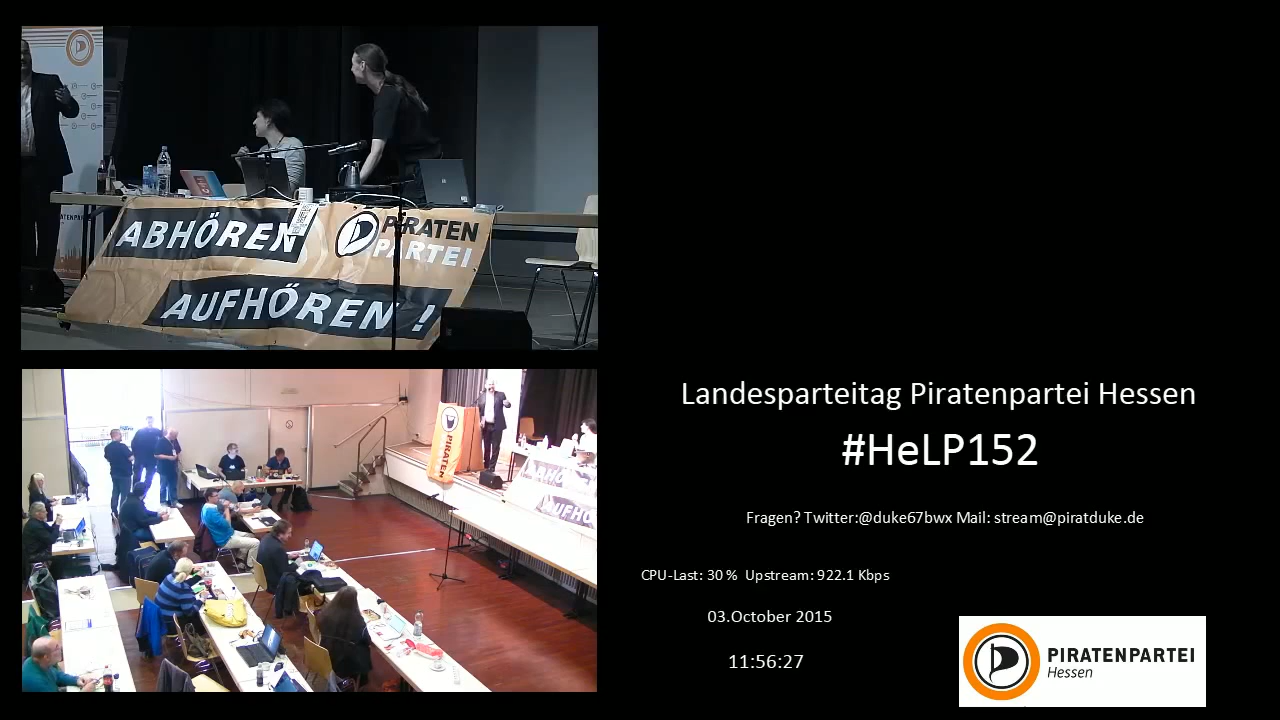 ABHÖREN
PIRATEN
PARTEI
AUFHÖREN !
PIRATEN
Landesparteitag Piratenpartei Hessen
#HeLP152
Fragen? Twitter:@duke67bwx Mail: stream@piratduke.de
CPU-Last: 30 % Upstream: 922.1 Kbps
03.October 2015
11:56:27
PIRATENPARTEI
Hessen